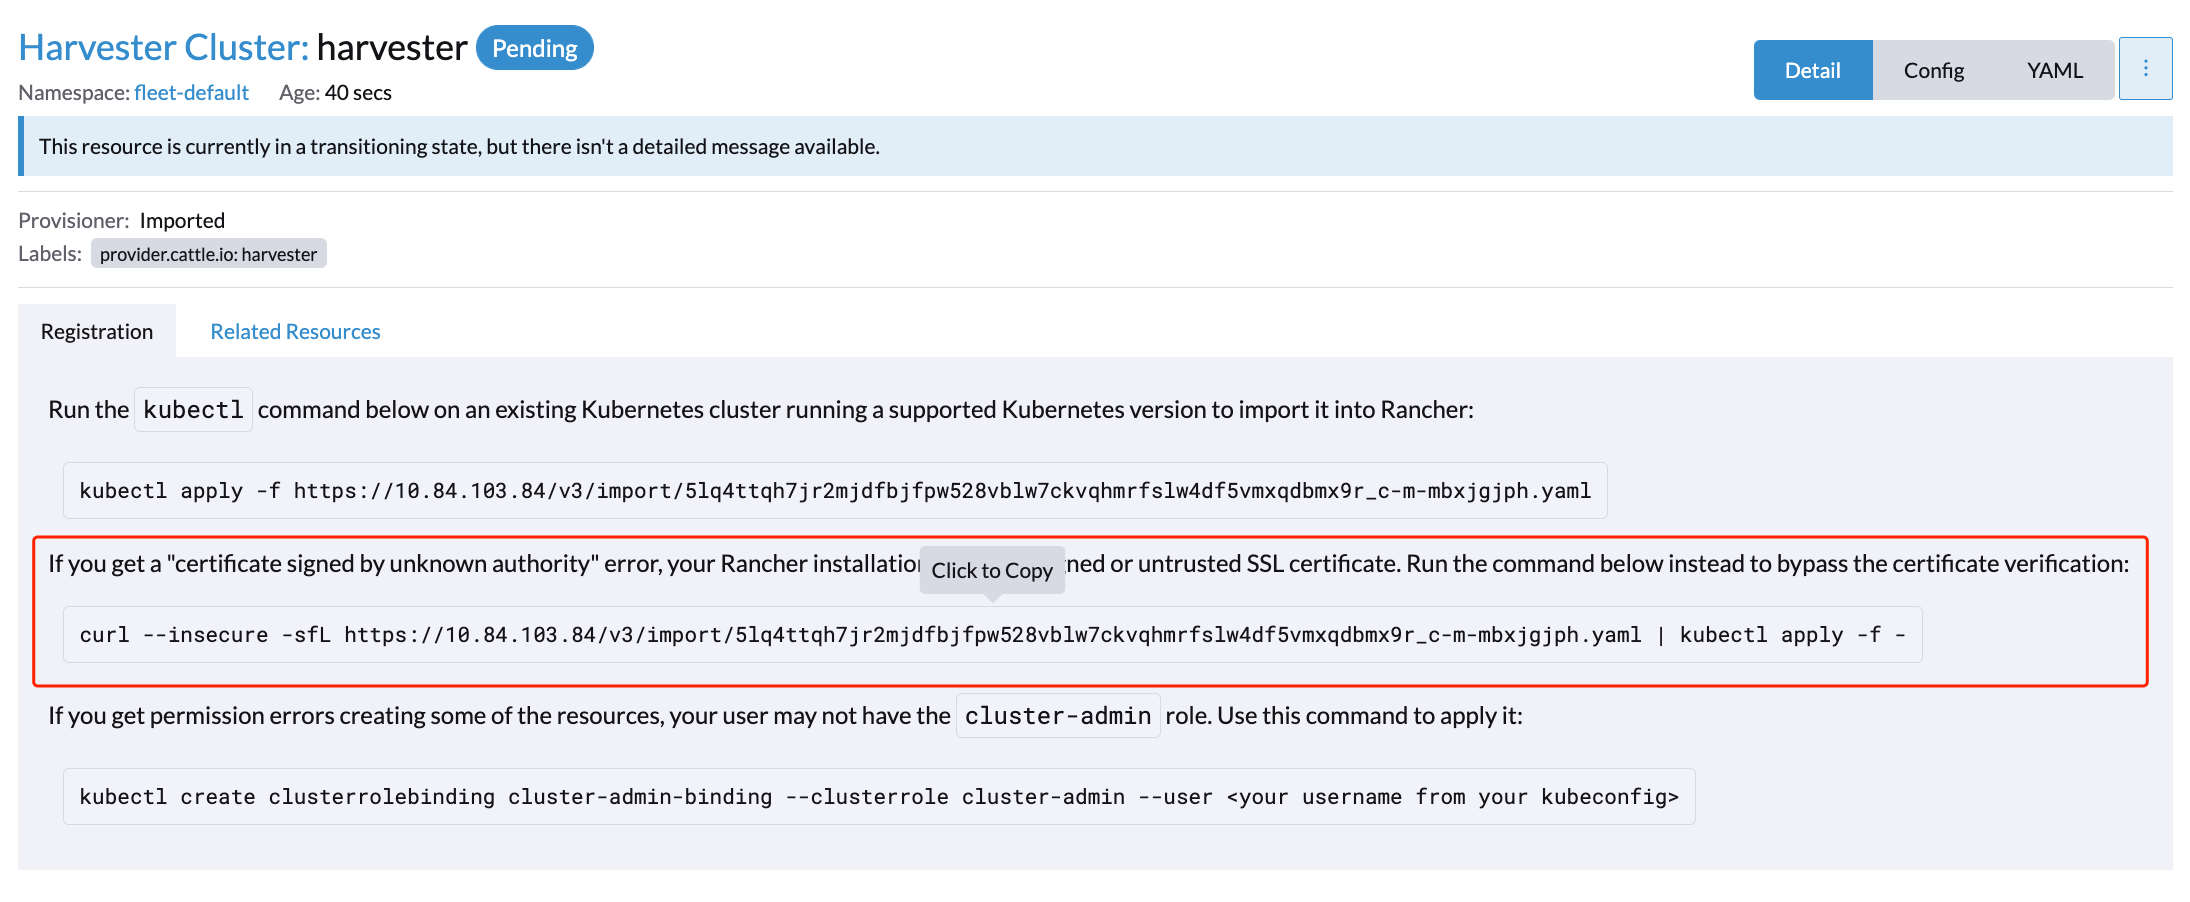 Harvester Cluster: harvester Pending
Detail Config YAML
Namespace: fleet-default Age: 40 secs
This resource is currently in a transitioning state, but there isn't a detailed message available.
Provisioner: Imported
Labels: provider.cattle.io: harvester
Registration Related Resources
Run the kubectl command below on an existing Kubernetes cluster running a supported Kubernetes version to import it into Rancher:
kubectl apply -f https://10.84.103.84/v3/import/5lq4ttqh7jr2mjdfbjfpw528vblw7ckvqhmrfslw4df5vmxqdbmx9r_c-m-mbxjgjph.yaml
If you get a "certificate signed by unknown authority" error, your Rancher installation or untrusted SSL certificate. Run the command below instead to bypass the certificate verification:
Click to Copy
curl --insecure -sfL https://10.84.103.84/v3/import/5lq4ttqh7jr2mjdfbjfpw528vblw7ckvqhmrfslw4df5vmxqdbmx9r_c-m-mbxjgjph.yaml | kubectl apply -f -
If you get permission errors creating some of the resources, your user may not have the cluster-admin role. Use this command to apply it:
kubectl create clusterrolebinding cluster-admin-binding --clusterrole cluster-admin --user <your username from your kubeconfig>